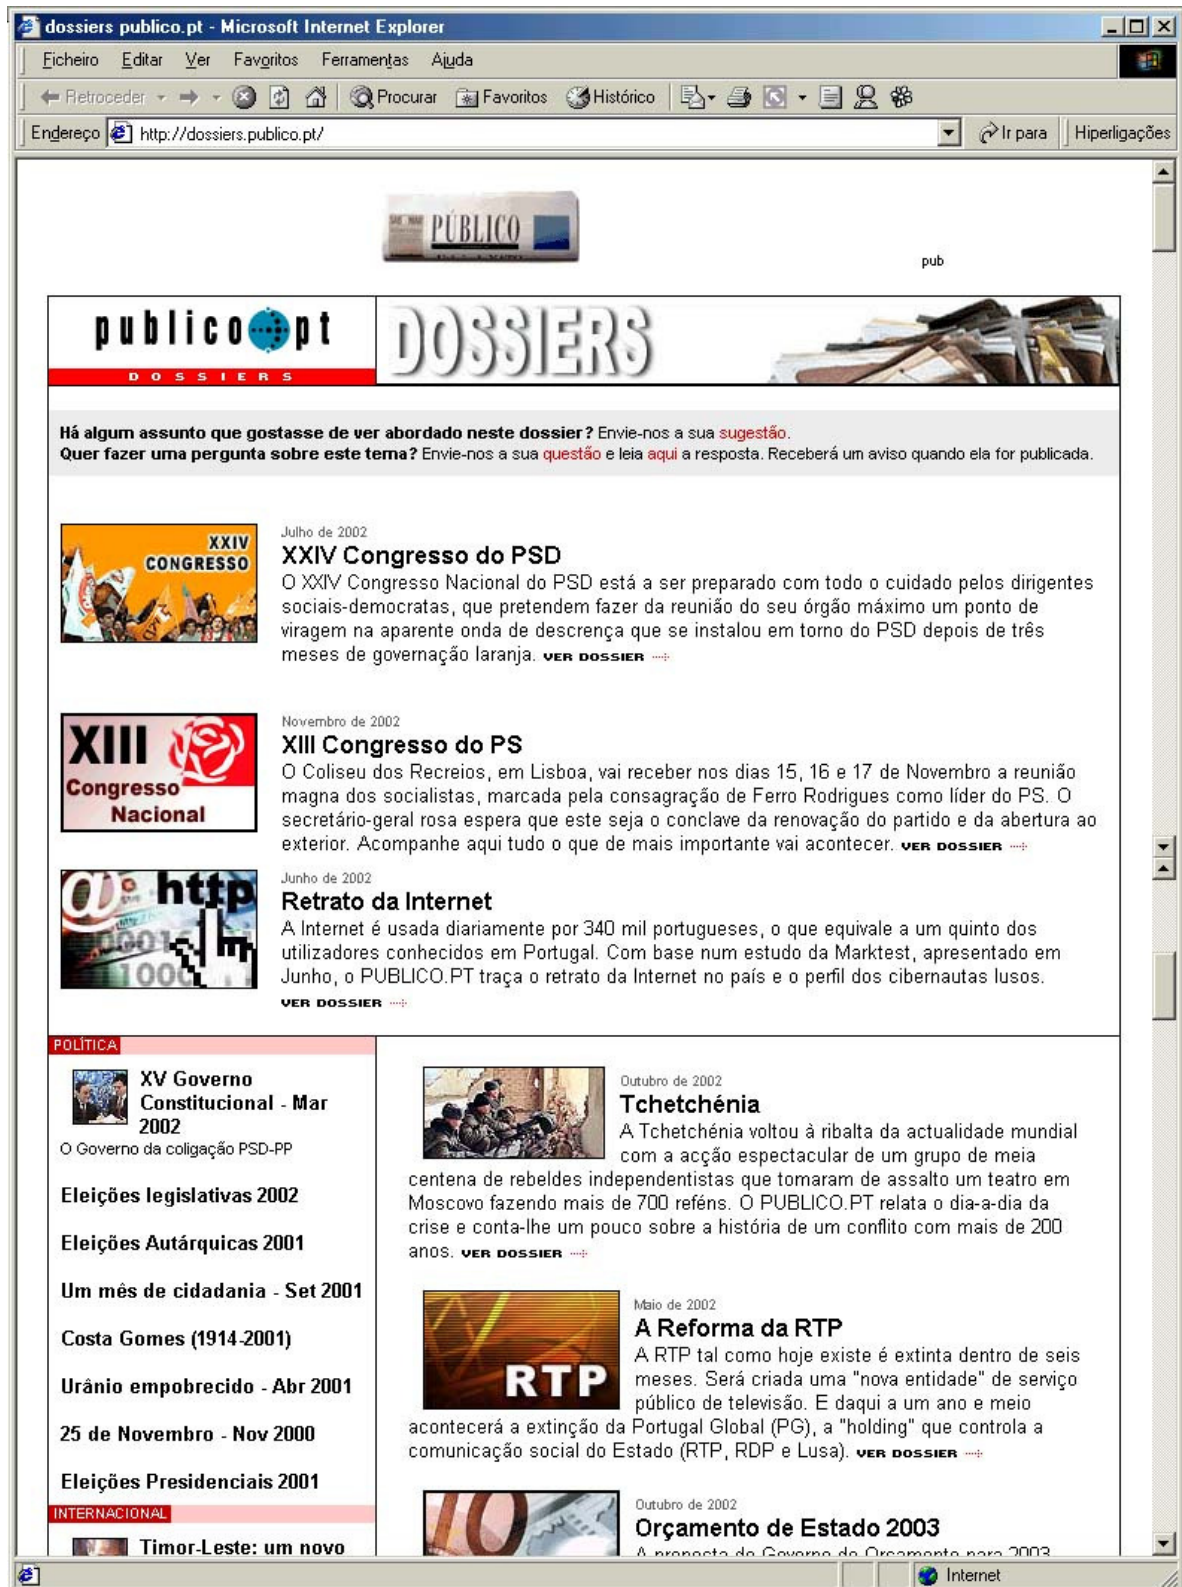 dossiers publico.pt - Microsoft Internet Explorer
Ficheiro Editar Ver Favoritos Ferramentas Ajuda
Retroceder Procurar Favoritos Histórico
Endereço http://dossiers.publico.pt/ Ir para Hiperligações
PÚBLICO
pub
publico pt
DOSSIERS
DOSSIERS
Há algum assunto que gostasse de ver abordado neste dossier? Envie-nos a sua sugestão.
Quer fazer uma pergunta sobre este tema? Envie-nos a sua questão e leia aqui a resposta. Receberá um aviso quando ela for publicada.
XXIV
CONGRESSO
Julho de 2002
XXIV Congresso do PSD
O XXIV Congresso Nacional do PSD está a ser preparado com todo o cuidado pelos dirigentes
sociais-democratas, que pretendem fazer da reunião do seu órgão máximo um ponto de
viragem na aparente onda de descrença que se instalou em torno do PSD depois de três
meses de governação laranja. VER DOSSIER
XIII
Congresso
Nacional
Novembro de 2002
XIII Congresso do PS
O Coliseu dos Recreios, em Lisboa, vai receber nos dias 15, 16 e 17 de Novembro a reunião
magna dos socialistas, marcada pela consagração de Ferro Rodrigues como líder do PS. O
secretário-geral rosa espera que este seja o conclave da renovação do partido e da abertura ao
exterior. Acompanhe aqui tudo o que de mais importante vai acontecer. VER DOSSIER
@ http
Junho de 2002
Retrato da Internet
A Internet é usada diariamente por 340 mil portugueses, o que equivale a um quinto dos
utilizadores conhecidos em Portugal. Com base num estudo da Marktest, apresentado em
Junho, o PUBLICO.PT traça o retrato da Internet no país e o perfil dos cibernautas lusos.
VER DOSSIER
POLÍTICA
XV Governo
Constitucional - Mar
2002
O Governo da coligação PSD-PP
Eleições legislativas 2002
Eleições Autárquicas 2001
Um mês de cidadania - Set 2001
Costa Gomes (1914-2001)
Urânio empobrecido - Abr 2001
25 de Novembro - Nov 2000
Eleições Presidenciais 2001
INTERNACIONAL
Timor-Leste: um novo
Outubro de 2002
Tchetchénia
A Tchetchénia voltou à ribalta da actualidade mundial
com a acção espectacular de um grupo de meia
centena de rebeldes independentistas que tomaram de assalto um teatro em
Moscovo fazendo mais de 700 reféns. O PUBLICO.PT relata o dia-a-dia da
crise e conta-lhe um pouco sobre a história de um conflito com mais de 200
anos. VER DOSSIER
RTP
Maio de 2002
A Reforma da RTP
A RTP tal como hoje existe é extinta dentro de seis
meses. Será criada uma "nova entidade" de serviço
público de televisão. E daqui a um ano e meio
acontecerá a extinção da Portugal Global (PG), a "holding" que controla a
comunicação social do Estado (RTP, RDP e Lusa). VER DOSSIER
Outubro de 2002
Orçamento de Estado 2003
A proposta do Governo do Orçamento para 2003
Internet